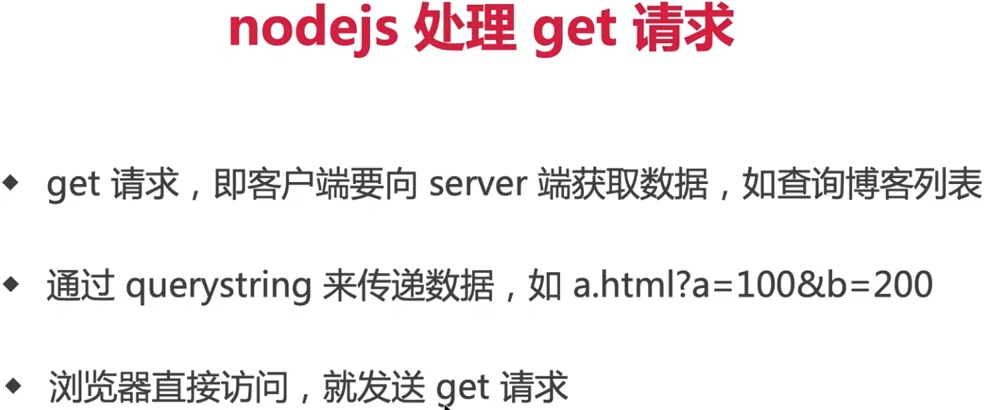 nodejs 处理 get 请求
get 请求，即客户端要向 server 端获取数据，如查询博客列表
通过 querystring 来传递数据，如 a.html?a=100&b=200
浏览器直接访问，就发送 get 请求